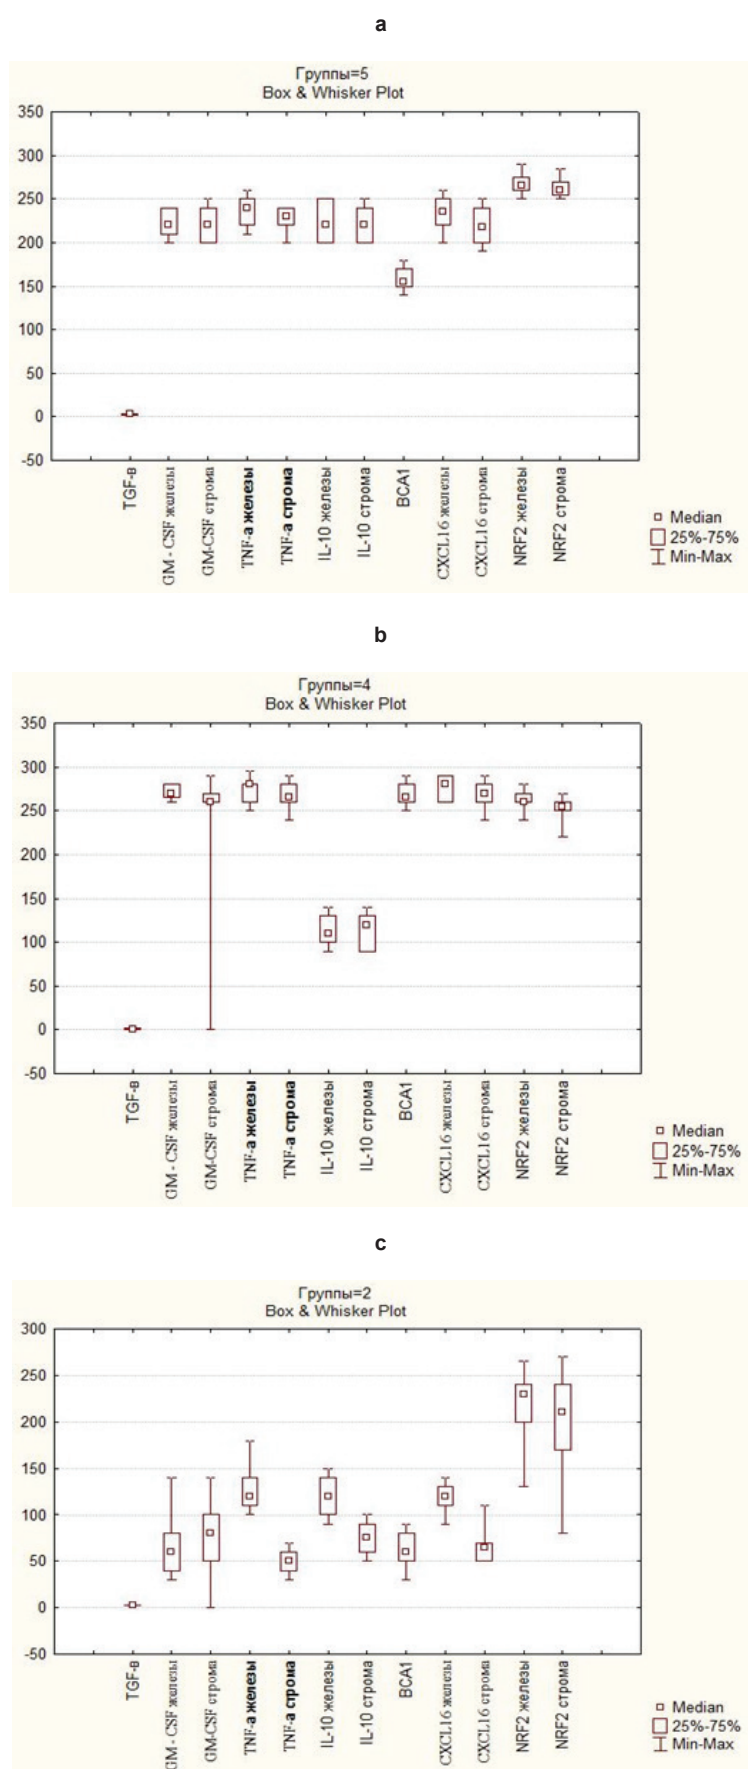 a
Группы=5
Box & Whisker Plot
350
300
250
200
150
100
50
0
-50
TGF-в
GM - CSF железы
GM-CSF строма
TNF-a железы
TNF-a строма
IL-10 железы
IL-10 строма
BCA1
CXCL16 железы
CXCL16 строма
NRF2 железы
NRF2 строма
Median
25%-75%
Min-Max
b
Группы=4
Box & Whisker Plot
350
300
250
200
150
100
50
0
-50
TGF-в
GM - CSF железы
GM-CSF строма
TNF-a железы
TNF-a строма
IL-10 железы
IL-10 строма
BCA1
CXCL16 железы
CXCL16 строма
NRF2 железы
NRF2 строма
Median
25%-75%
Min-Max
c
Группы=2
Box & Whisker Plot
300
250
200
150
100
50
0
-50
TGF-в
GM - CSF железы
GM-CSF строма
TNF-a железы
TNF-a строма
IL-10 железы
IL-10 строма
BCA1
CXCL16 железы
CXCL16 строма
NRF2 железы
NRF2 строма
Median
25%-75%
Min-Max